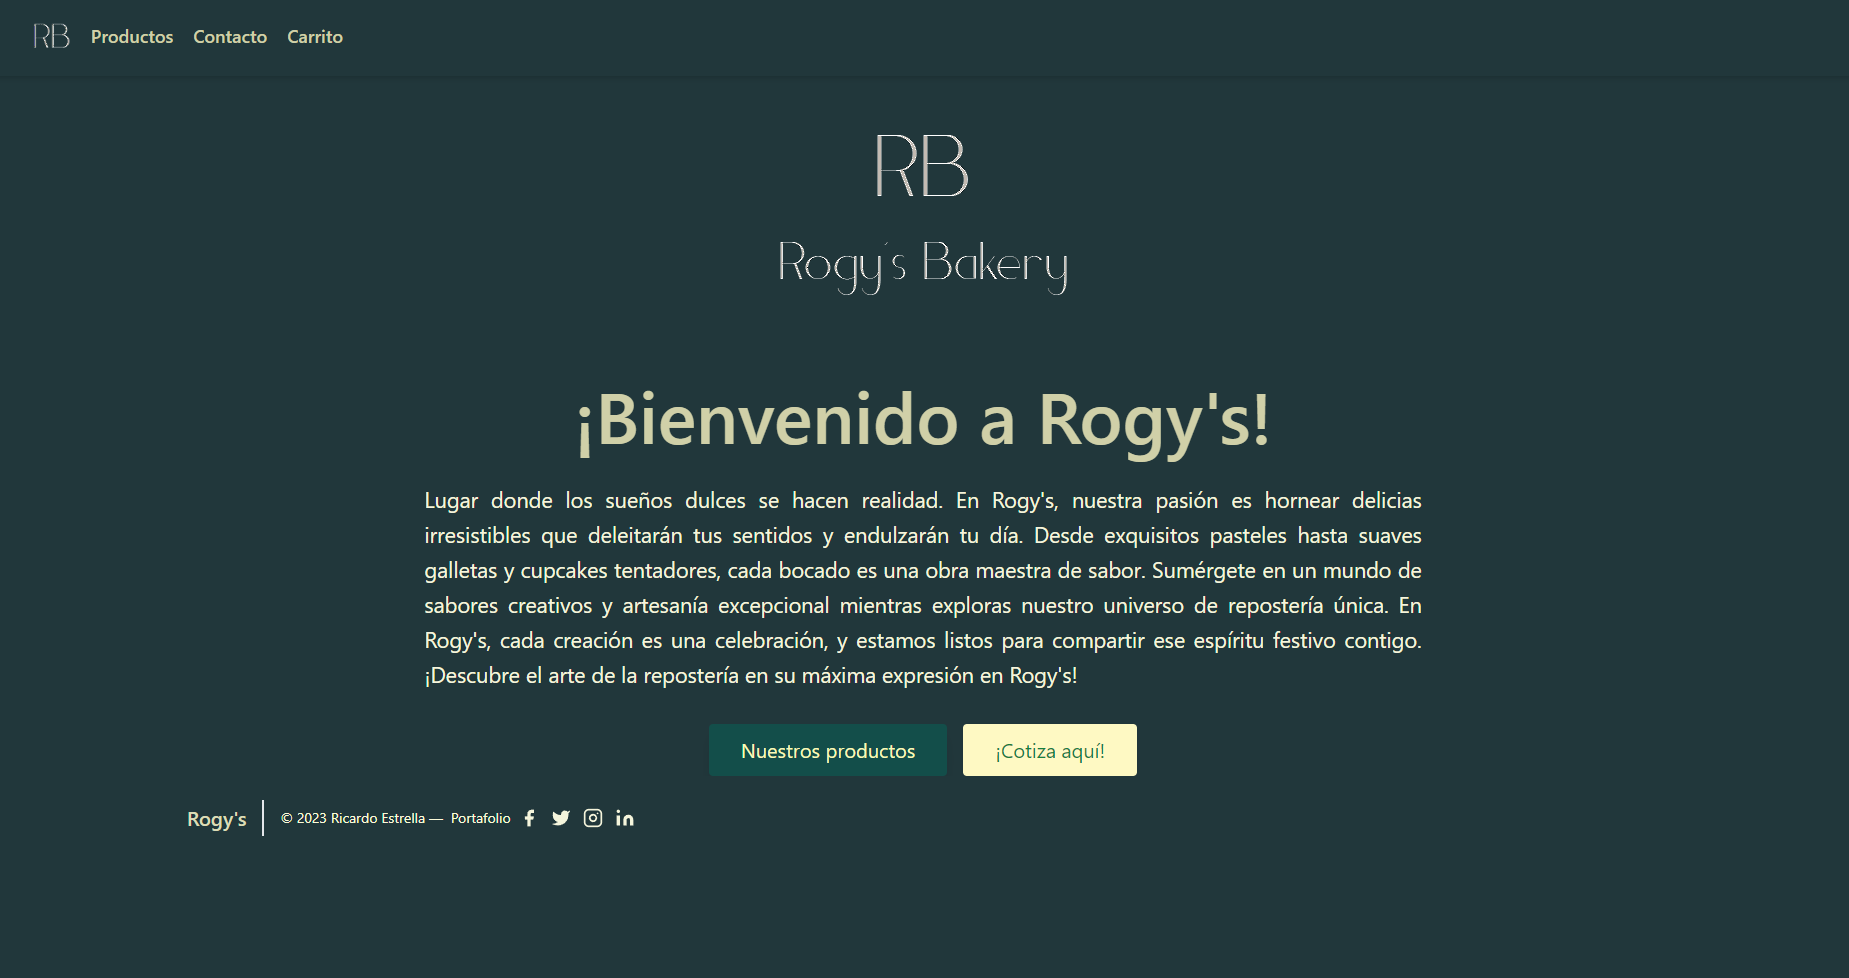 RB Productos Contacto Carrito
RB
Rogy's Bakery
¡Bienvenido a Rogy's!
Lugar donde los sueños dulces se hacen realidad. En Rogy's, nuestra pasión es hornear delicias
irresistibles que deleitarán tus sentidos y endulzarán tu día. Desde exquisitos pasteles hasta suaves
galletas y cupcakes tentadores, cada bocado es una obra maestra de sabor. Sumérgete en un mundo de
sabores creativos y artesanía excepcional mientras exploras nuestro universo de repostería única. En
Rogy's, cada creación es una celebración, y estamos listos para compartir ese espíritu festivo contigo.
¡Descubre el arte de la repostería en su máxima expresión en Rogy's!
Nuestros productos ¡Cotiza aquí!
Rogy's © 2023 Ricardo Estrella — Portafolio